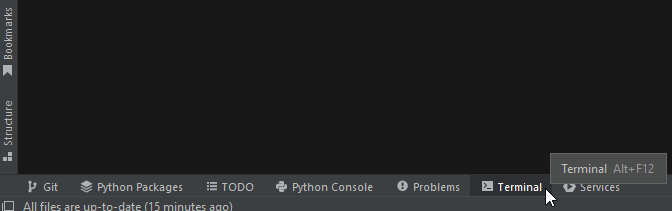 Bookmarks
Structure
Terminal Alt+F12
Git Python Packages TODO Python Console Problems Terminal Services
All files are up-to-date (15 minutes ago)